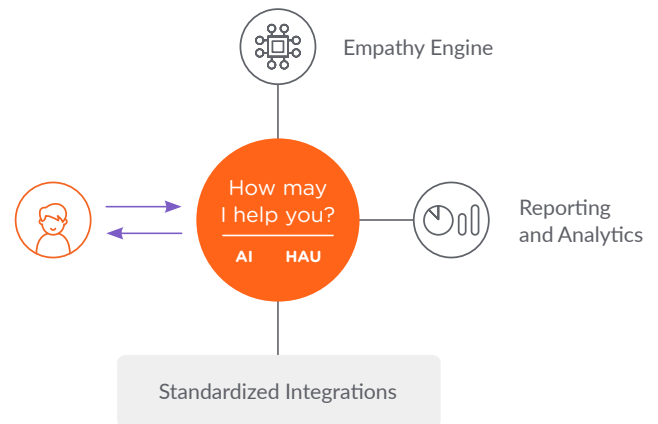 Empathy Engine
How may
I help you?
AI HAU
Reporting
and Analytics
Standardized Integrations